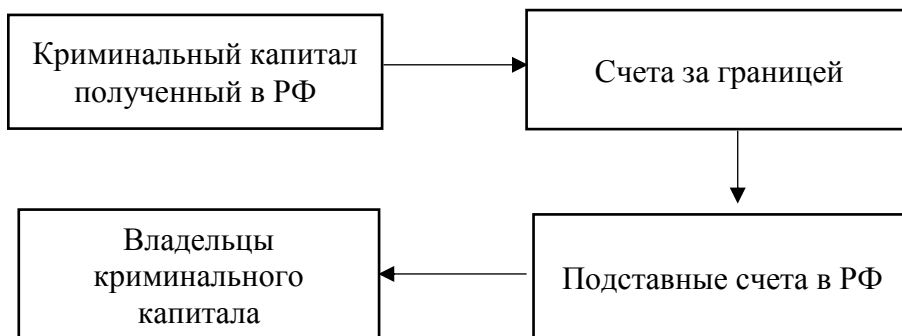 Криминальный капитал
полученный в РФ
Счета за границей
Подставные счета в РФ
Владельцы
криминального
капитала